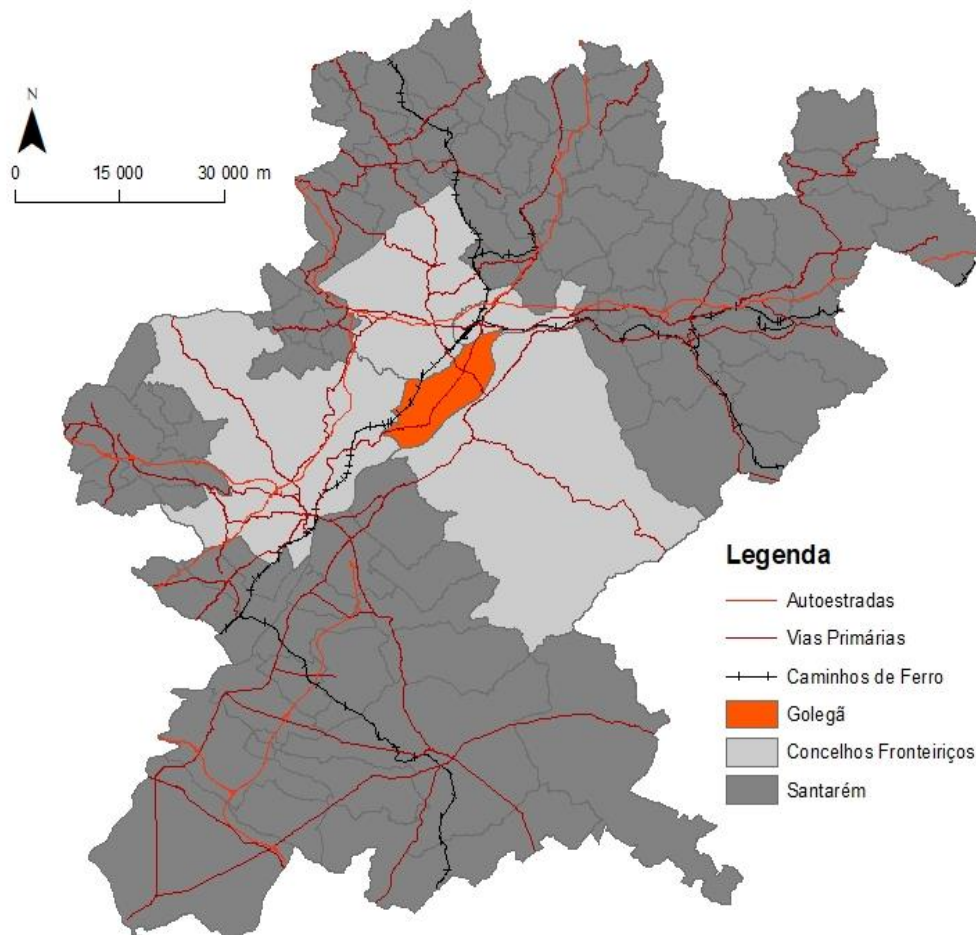 N
0 15 000 30 000 m
Legenda
Autoestradas
Vias Primárias
Caminhos de Ferro
Golegã
Concelhos Fronteiriços
Santarém